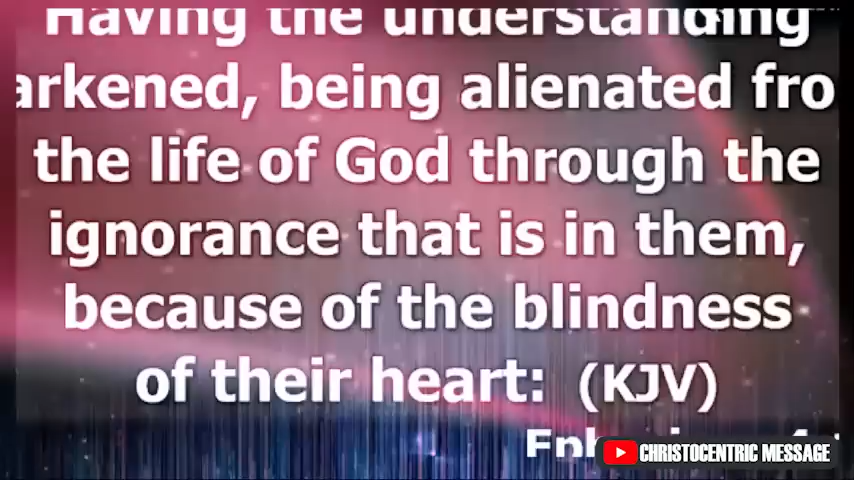 Having the understanding
arkened, being alienated fro
the life of God through the
ignorance that is in them,
because of the blindness
of their heart: (KJV)
CHRISTOCENTRIC MESSAGE